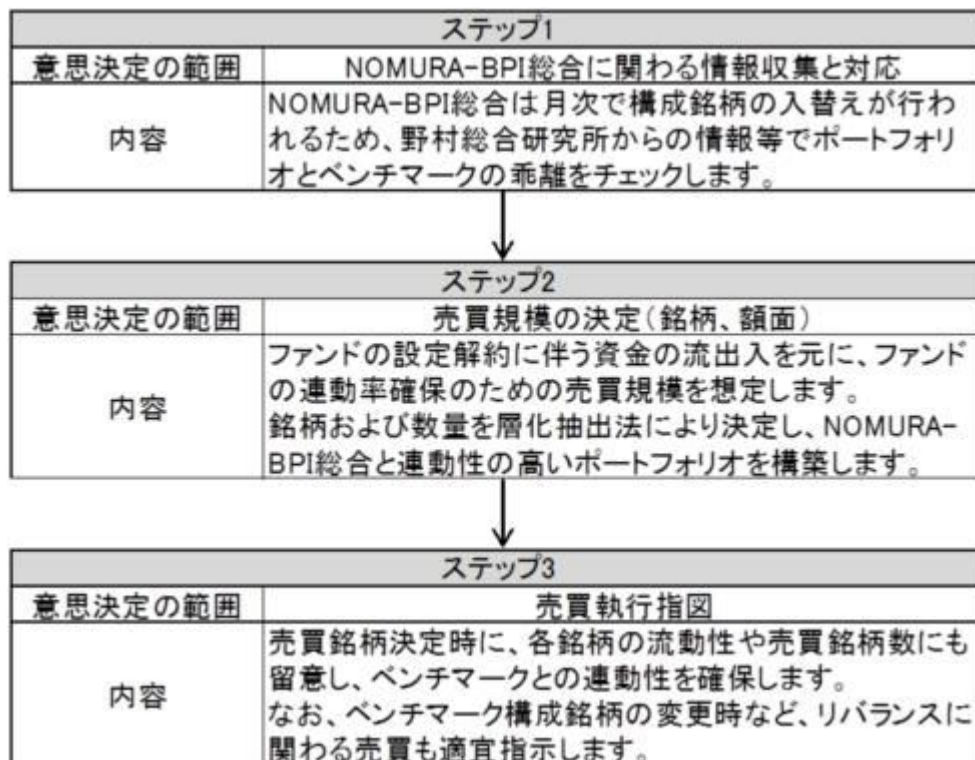 ステップ1
意思決定の範囲
NOMURA-BPI総合に関わる情報収集と対応
内容
NOMURA-BPI総合は月次で構成銘柄の入替えが行わ
れるため、野村総合研究所からの情報等でポートフォリ
オとベンチマークの乖離をチェックします。
ステップ2
意思決定の範囲
売買規模の決定(銘柄、額面)
内容
ファンドの設定解約に伴う資金の流出入を元に、ファンド
の連動率確保のための売買規模を想定します。
銘柄および数量を層化抽出法により決定し、NOMURA-
BPI総合と連動性の高いポートフォリオを構築します。
ステップ3
意思決定の範囲
売買執行指図
内容
売買銘柄決定時に、各銘柄の流動性や売買銘柄数にも
留意し、ベンチマークとの連動性を確保します。
なお、ベンチマーク構成銘柄の変更時など、リバランスに
関わる売買も適宜指示します。